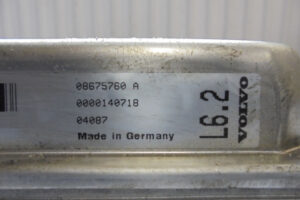 08675760 A
0000140718
04087
Made in Germany
L6.2
VOLVO